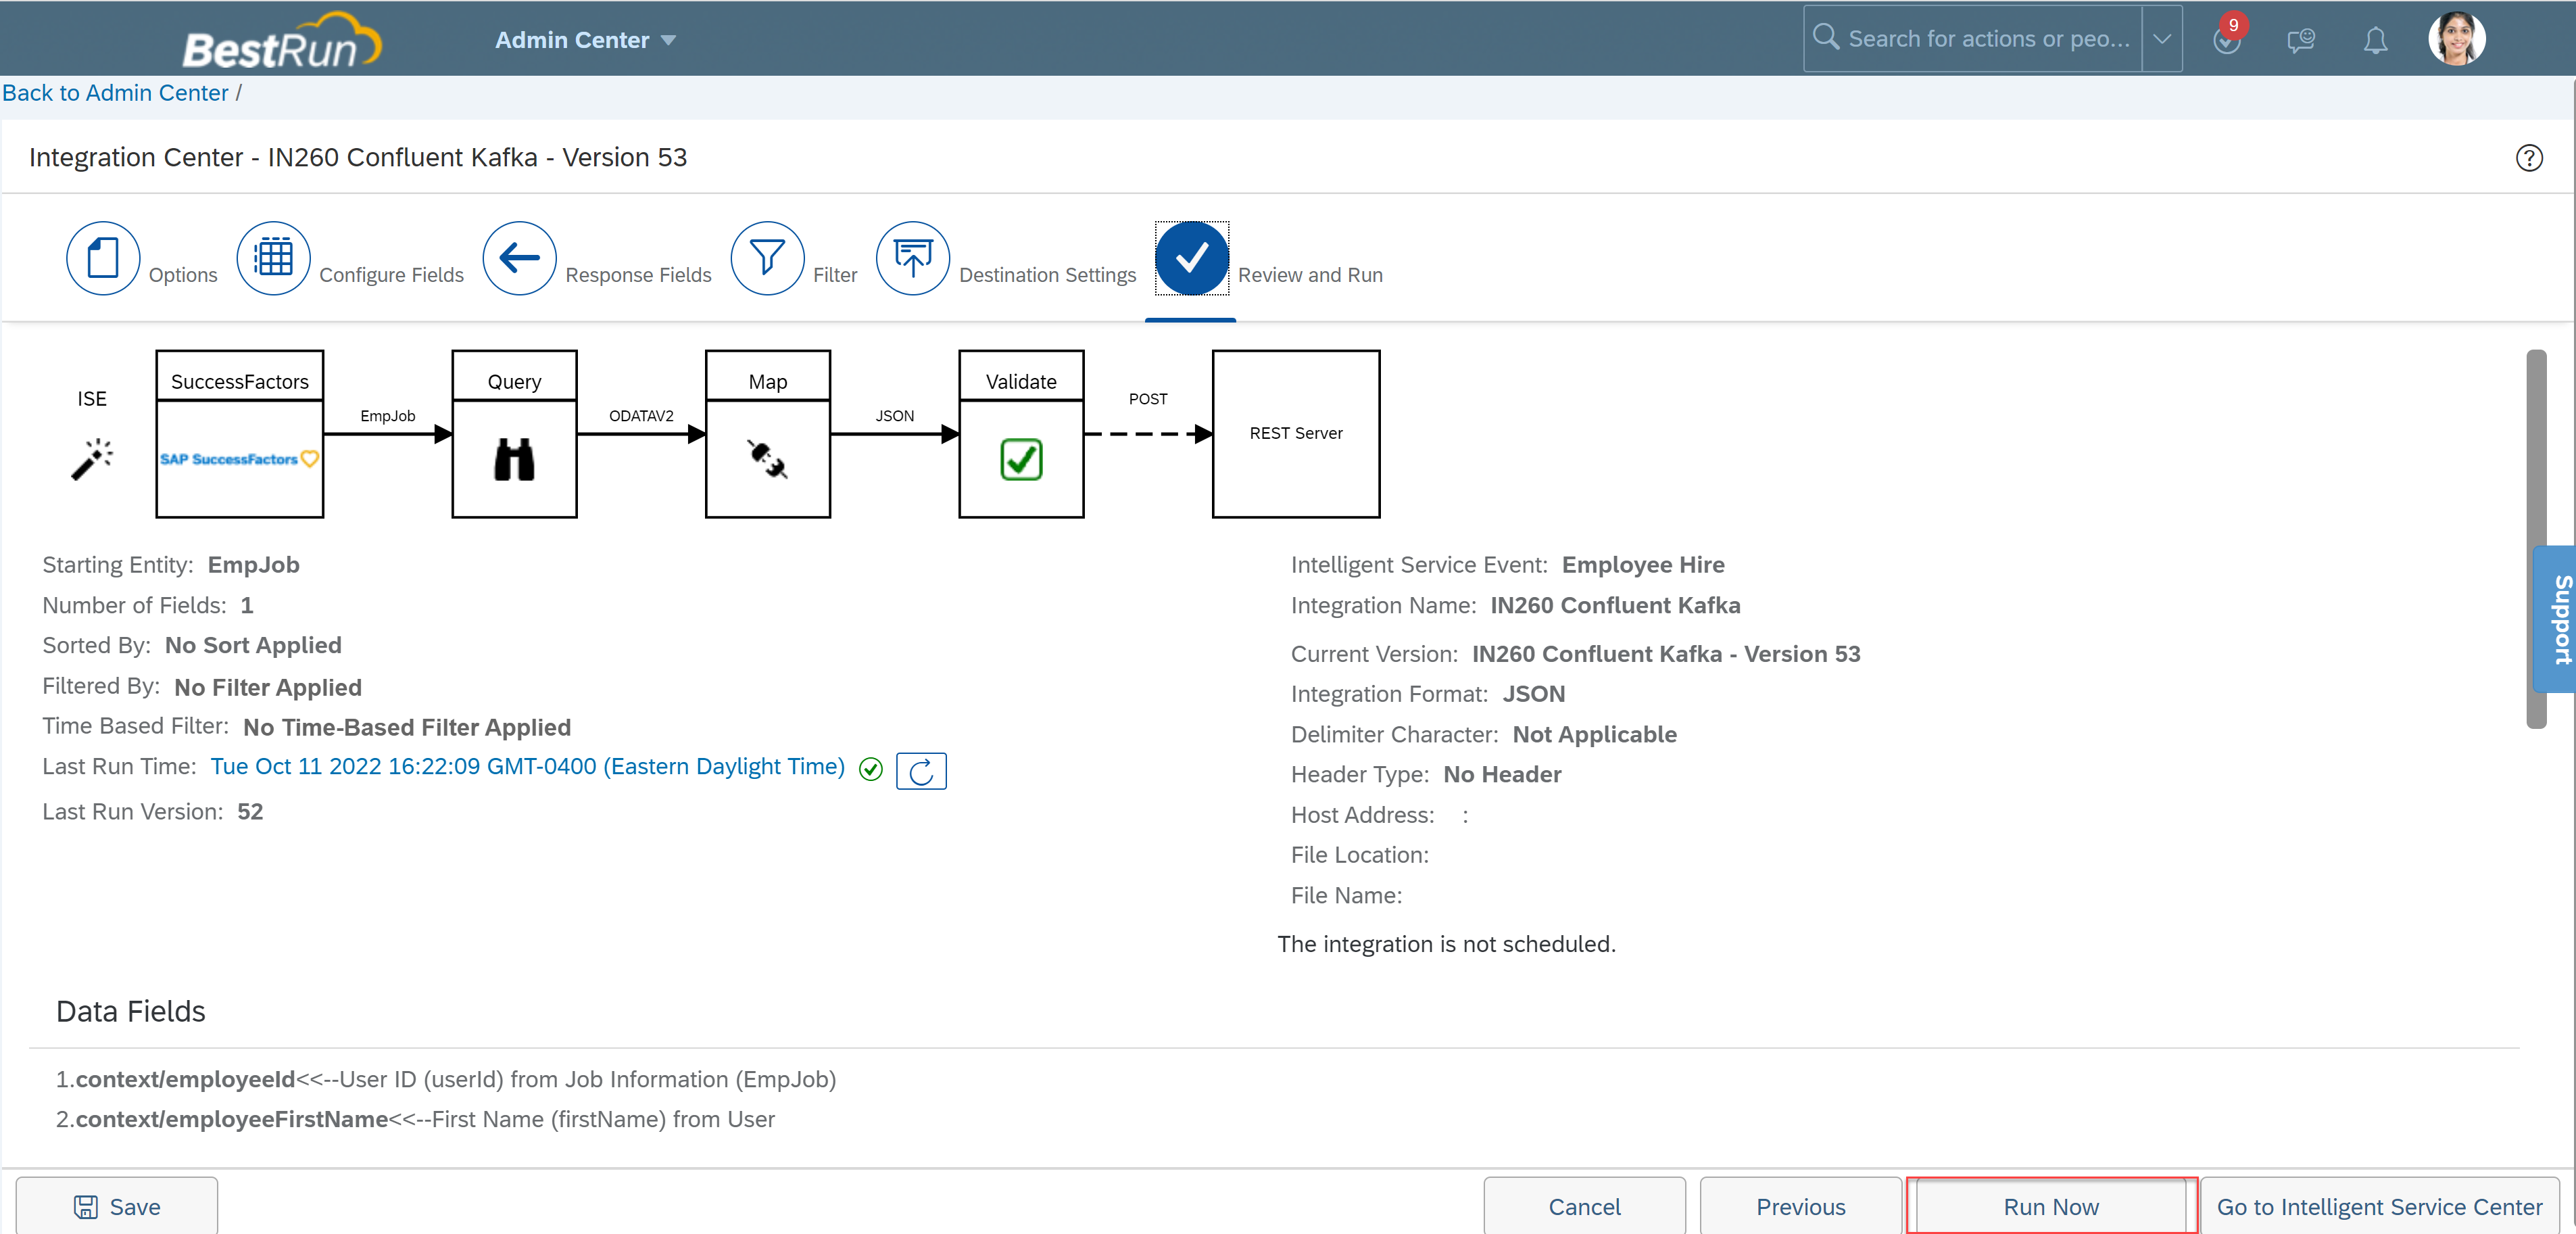 BestRun
Admin Center
Search for actions or peo...
9
Back to Admin Center /
Integration Center - IN260 Confluent Kafka - Version 53
?
Options
Configure Fields
Response Fields
Filter
Destination Settings
Review and Run
ISE
SuccessFactors
SAP SuccessFactors
EmpJob
Query
ODATAV2
Map
JSON
Validate
POST
REST Server
Starting Entity: EmpJob
Number of Fields: 1
Sorted By: No Sort Applied
Filtered By: No Filter Applied
Time Based Filter: No Time-Based Filter Applied
Last Run Time: Tue Oct 11 2022 16:22:09 GMT-0400 (Eastern Daylight Time)
Last Run Version: 52
Intelligent Service Event: Employee Hire
Integration Name: IN260 Confluent Kafka
Current Version: IN260 Confluent Kafka - Version 53
Integration Format: JSON
Delimiter Character: Not Applicable
Header Type: No Header
Host Address: :
File Location:
File Name:
The integration is not scheduled.
Support
Data Fields
1.context/employeeId<<--User ID (userId) from Job Information (EmpJob)
2.context/employeeFirstName<<--First Name (firstName) from User
Save
Cancel
Previous
Run Now
Go to Intelligent Service Center